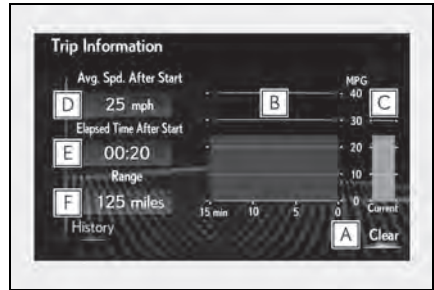 Trip Information
Avg. Spd. After Start
D 25 mph
Elapsed Time After Start
E 00:20
Range
F 125 miles
History
B
MPG
40
C
30
20
10
0
15 min 10 5 0
Current
A Clear